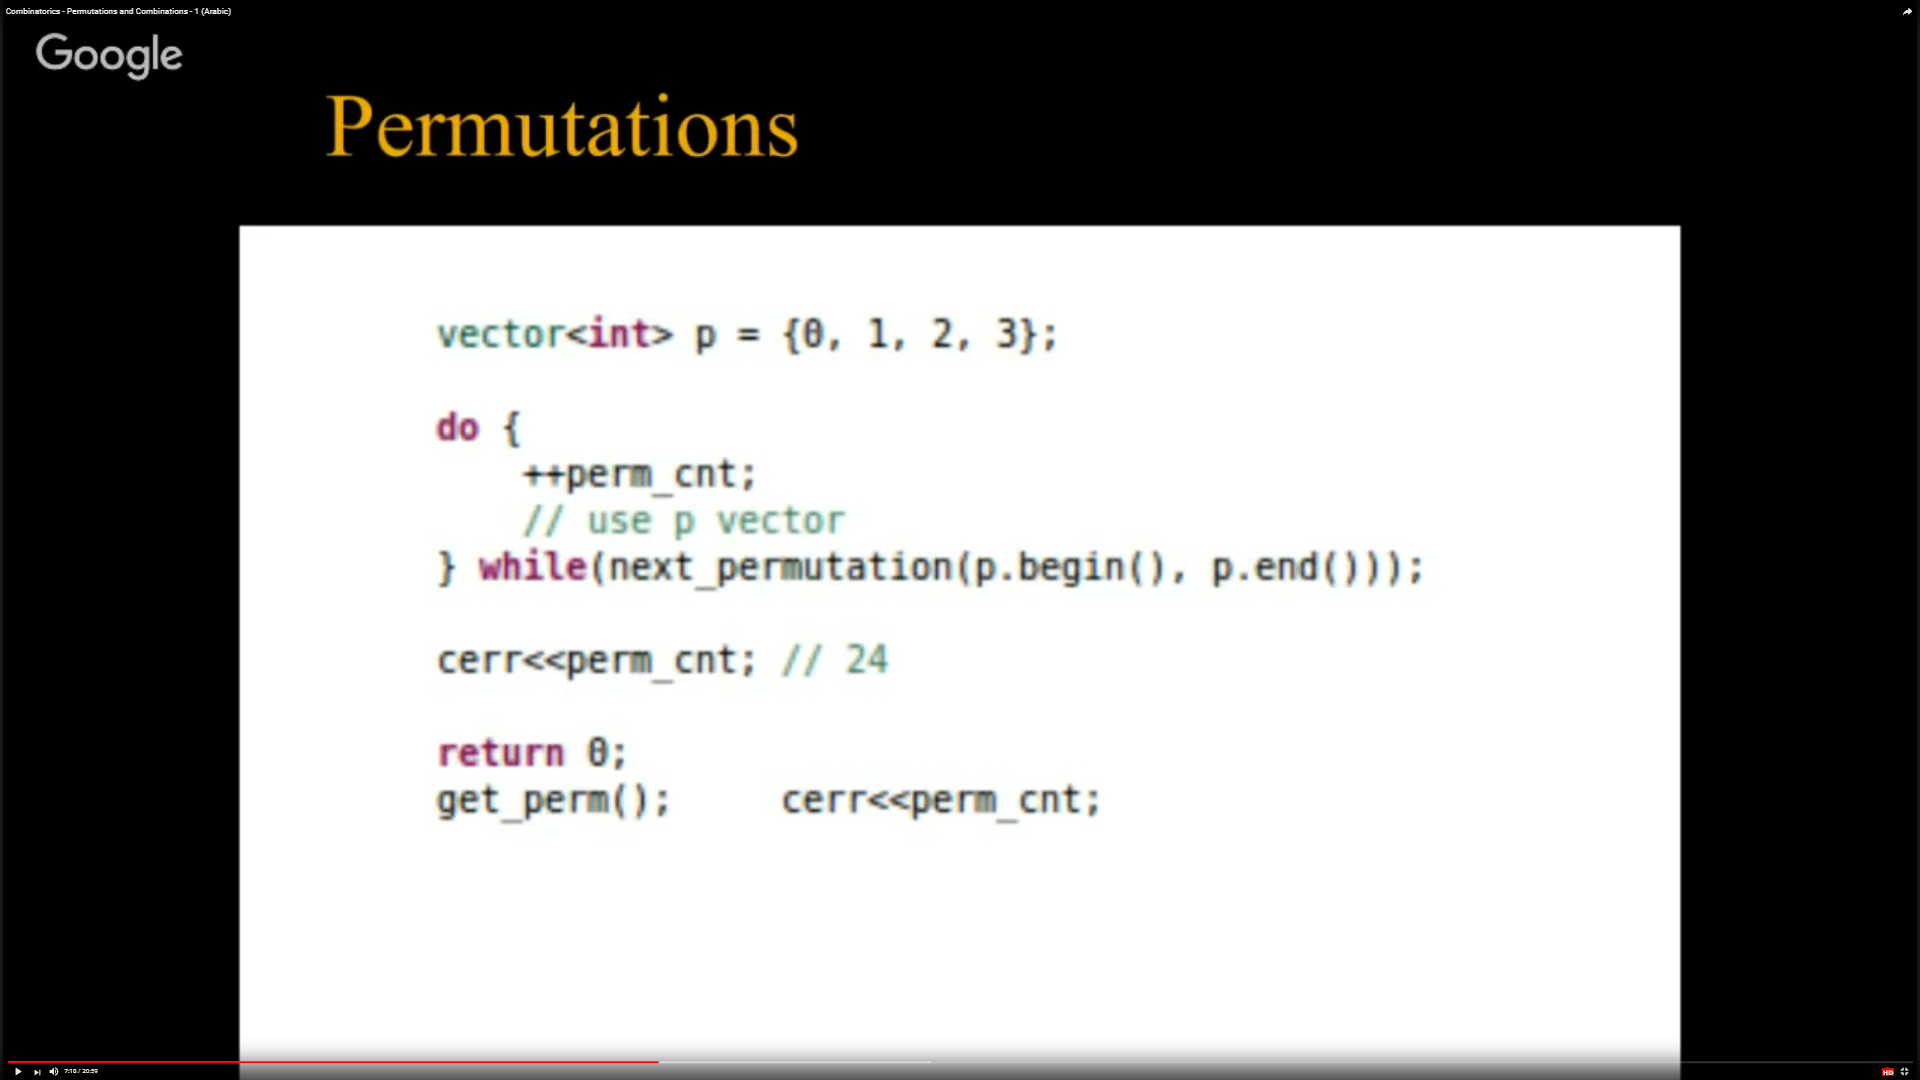 Combinatorics - Permutations and Combinations - 1 (Arabic)
Google
Permutations
vector<int> p = {0, 1, 2, 3};
do {
++perm_cnt;
// use p vector
} while(next_permutation(p.begin(), p.end()));
cerr<<perm_cnt; // 24
return 0;
get_perm(); cerr<<perm_cnt;
7:10 / 20:59
HD